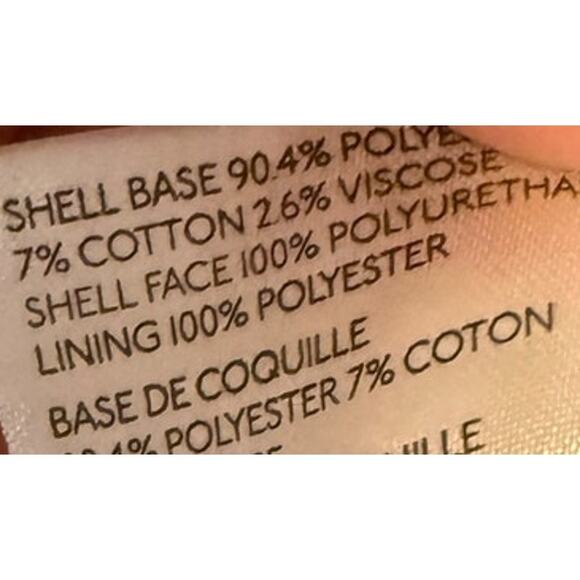 SHELL BASE 90.4% POLYE
7% COTTON 2.6% VISCOSE
SHELL FACE 100% POLYURETHA
LINING 100% POLYESTER
BASE DE COQUILLE
POLYESTER 7% COTON